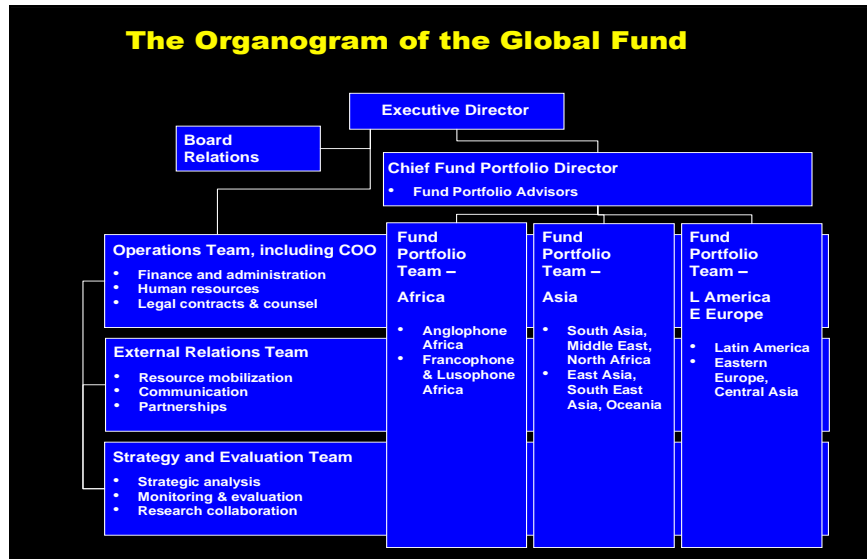 The Organogram of the Global Fund
Executive Director
Board
Relations
Chief Fund Portfolio Director
• Fund Portfolio Advisors
Operations Team, including COO
• Finance and administration
• Human resources
• Legal contracts & counsel
External Relations Team
• Resource mobilization
• Communication
• Partnerships
Strategy and Evaluation Team
• Strategic analysis
• Monitoring & evaluation
• Research collaboration
Fund
Portfolio
Team –
Africa
• Anglophone
Africa
• Francophone
& Lusophone
Africa
Fund
Portfolio
Team –
Asia
• South Asia,
Middle East,
North Africa
• East Asia,
South East
Asia, Oceania
Fund
Portfolio
Team –
L America
E Europe
• Latin America
• Eastern
Europe,
Central Asia